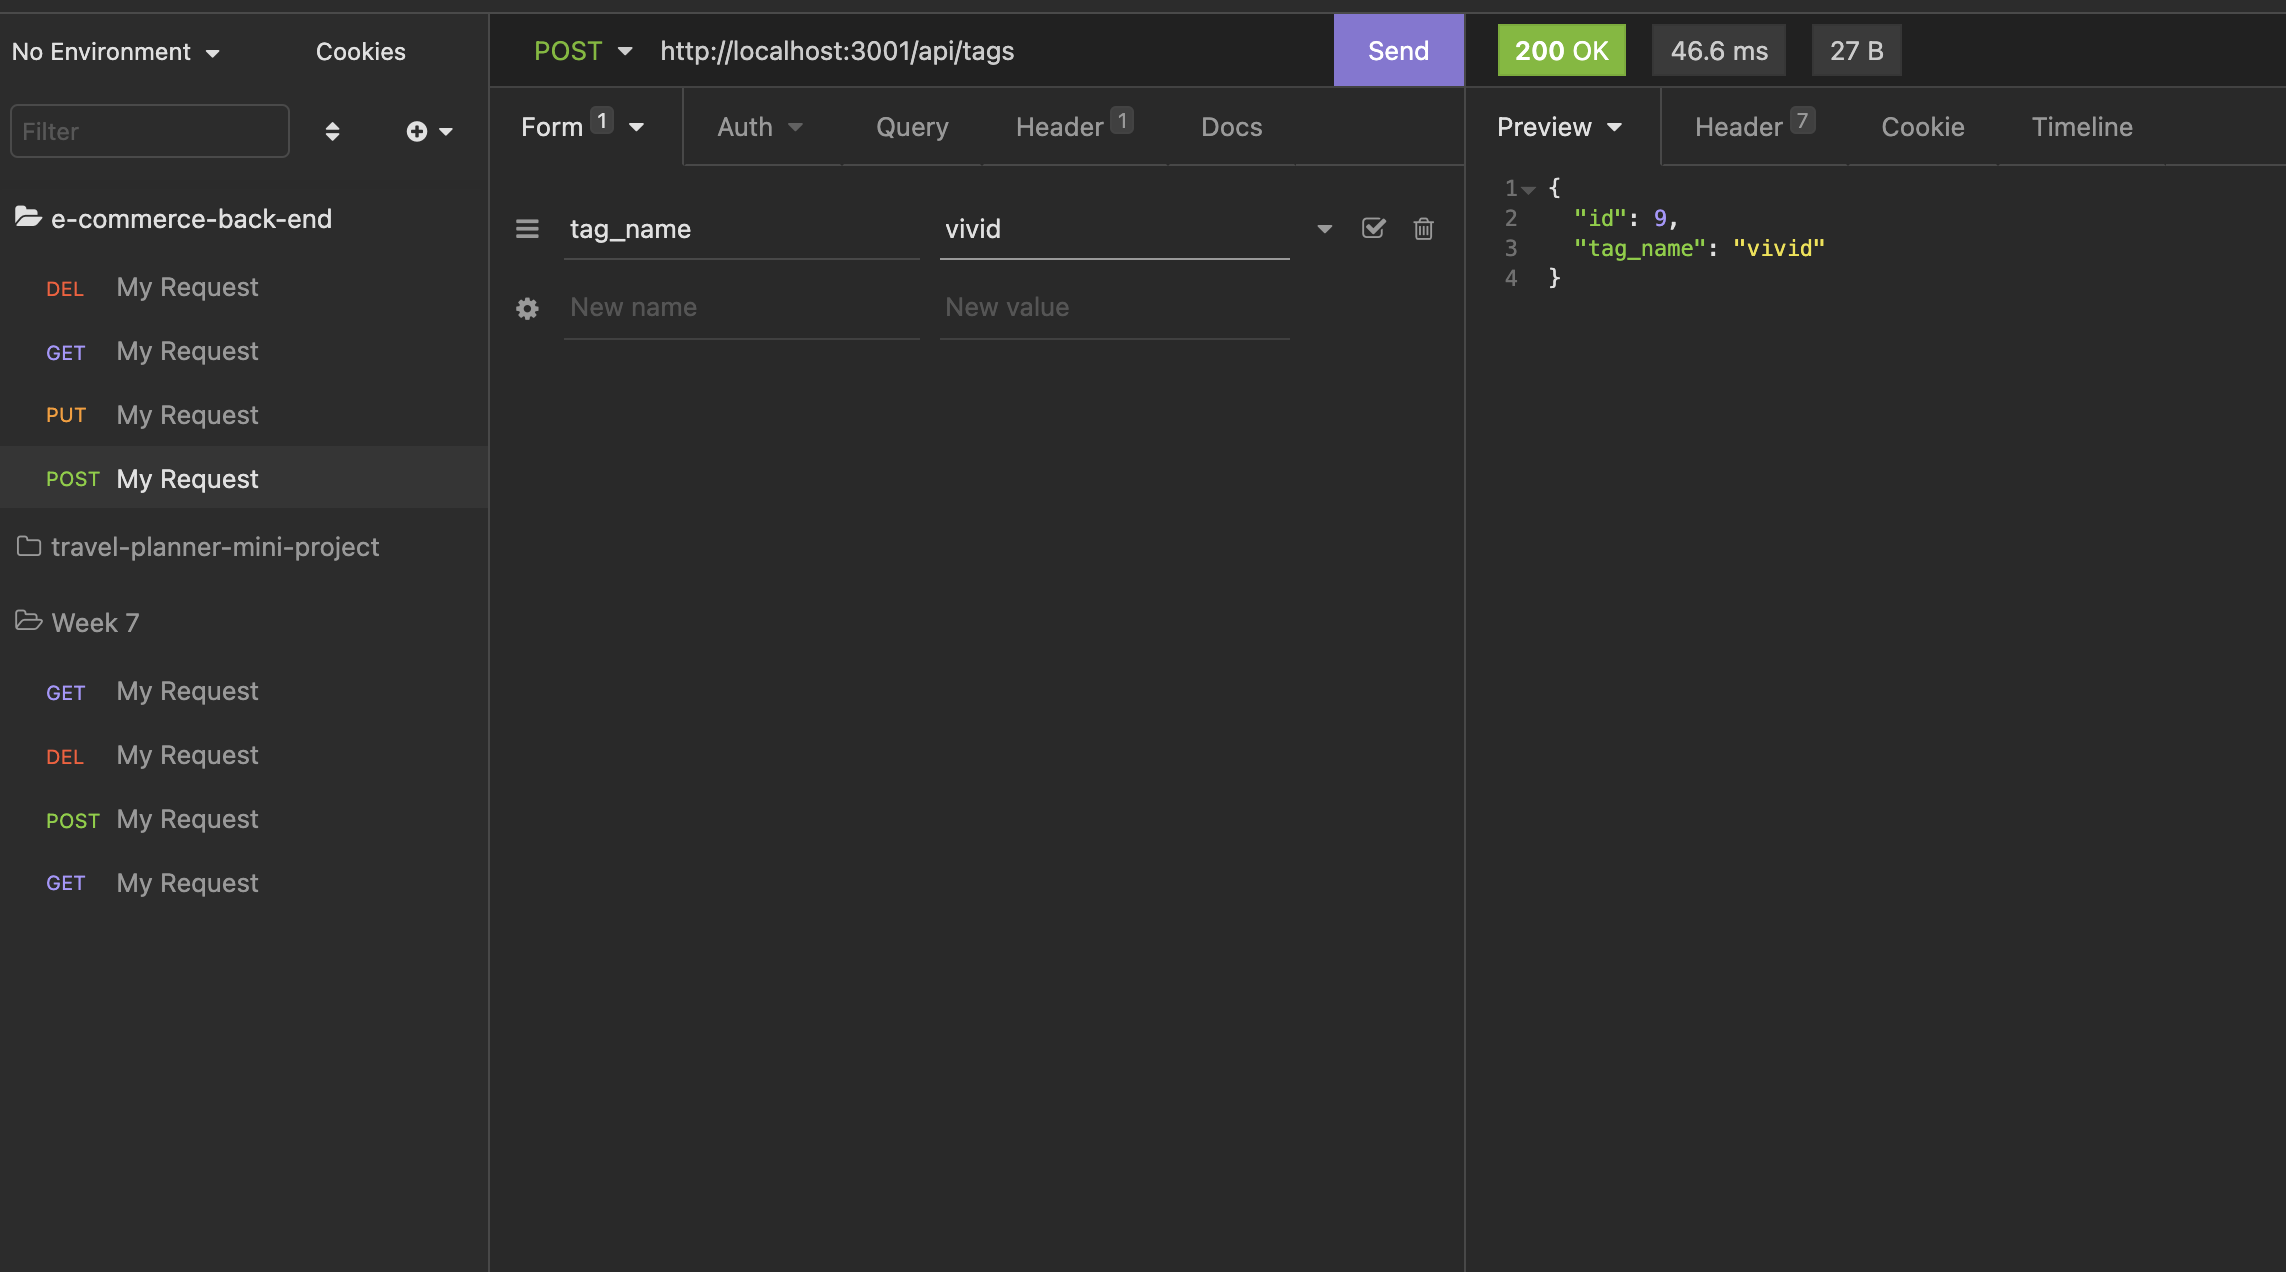 No Environment Cookies
Filter
e-commerce-back-end
DEL My Request
GET My Request
PUT My Request
POST My Request
travel-planner-mini-project
Week 7
GET My Request
DEL My Request
POST My Request
GET My Request
POST http://localhost:3001/api/tags Send
Form 1 Auth Query Header 1 Docs
tag_name vivid
New name New value
200 OK 46.6 ms 27 B
Preview Header 7 Cookie Timeline
1 {
2 "id": 9,
3 "tag_name": "vivid"
4 }